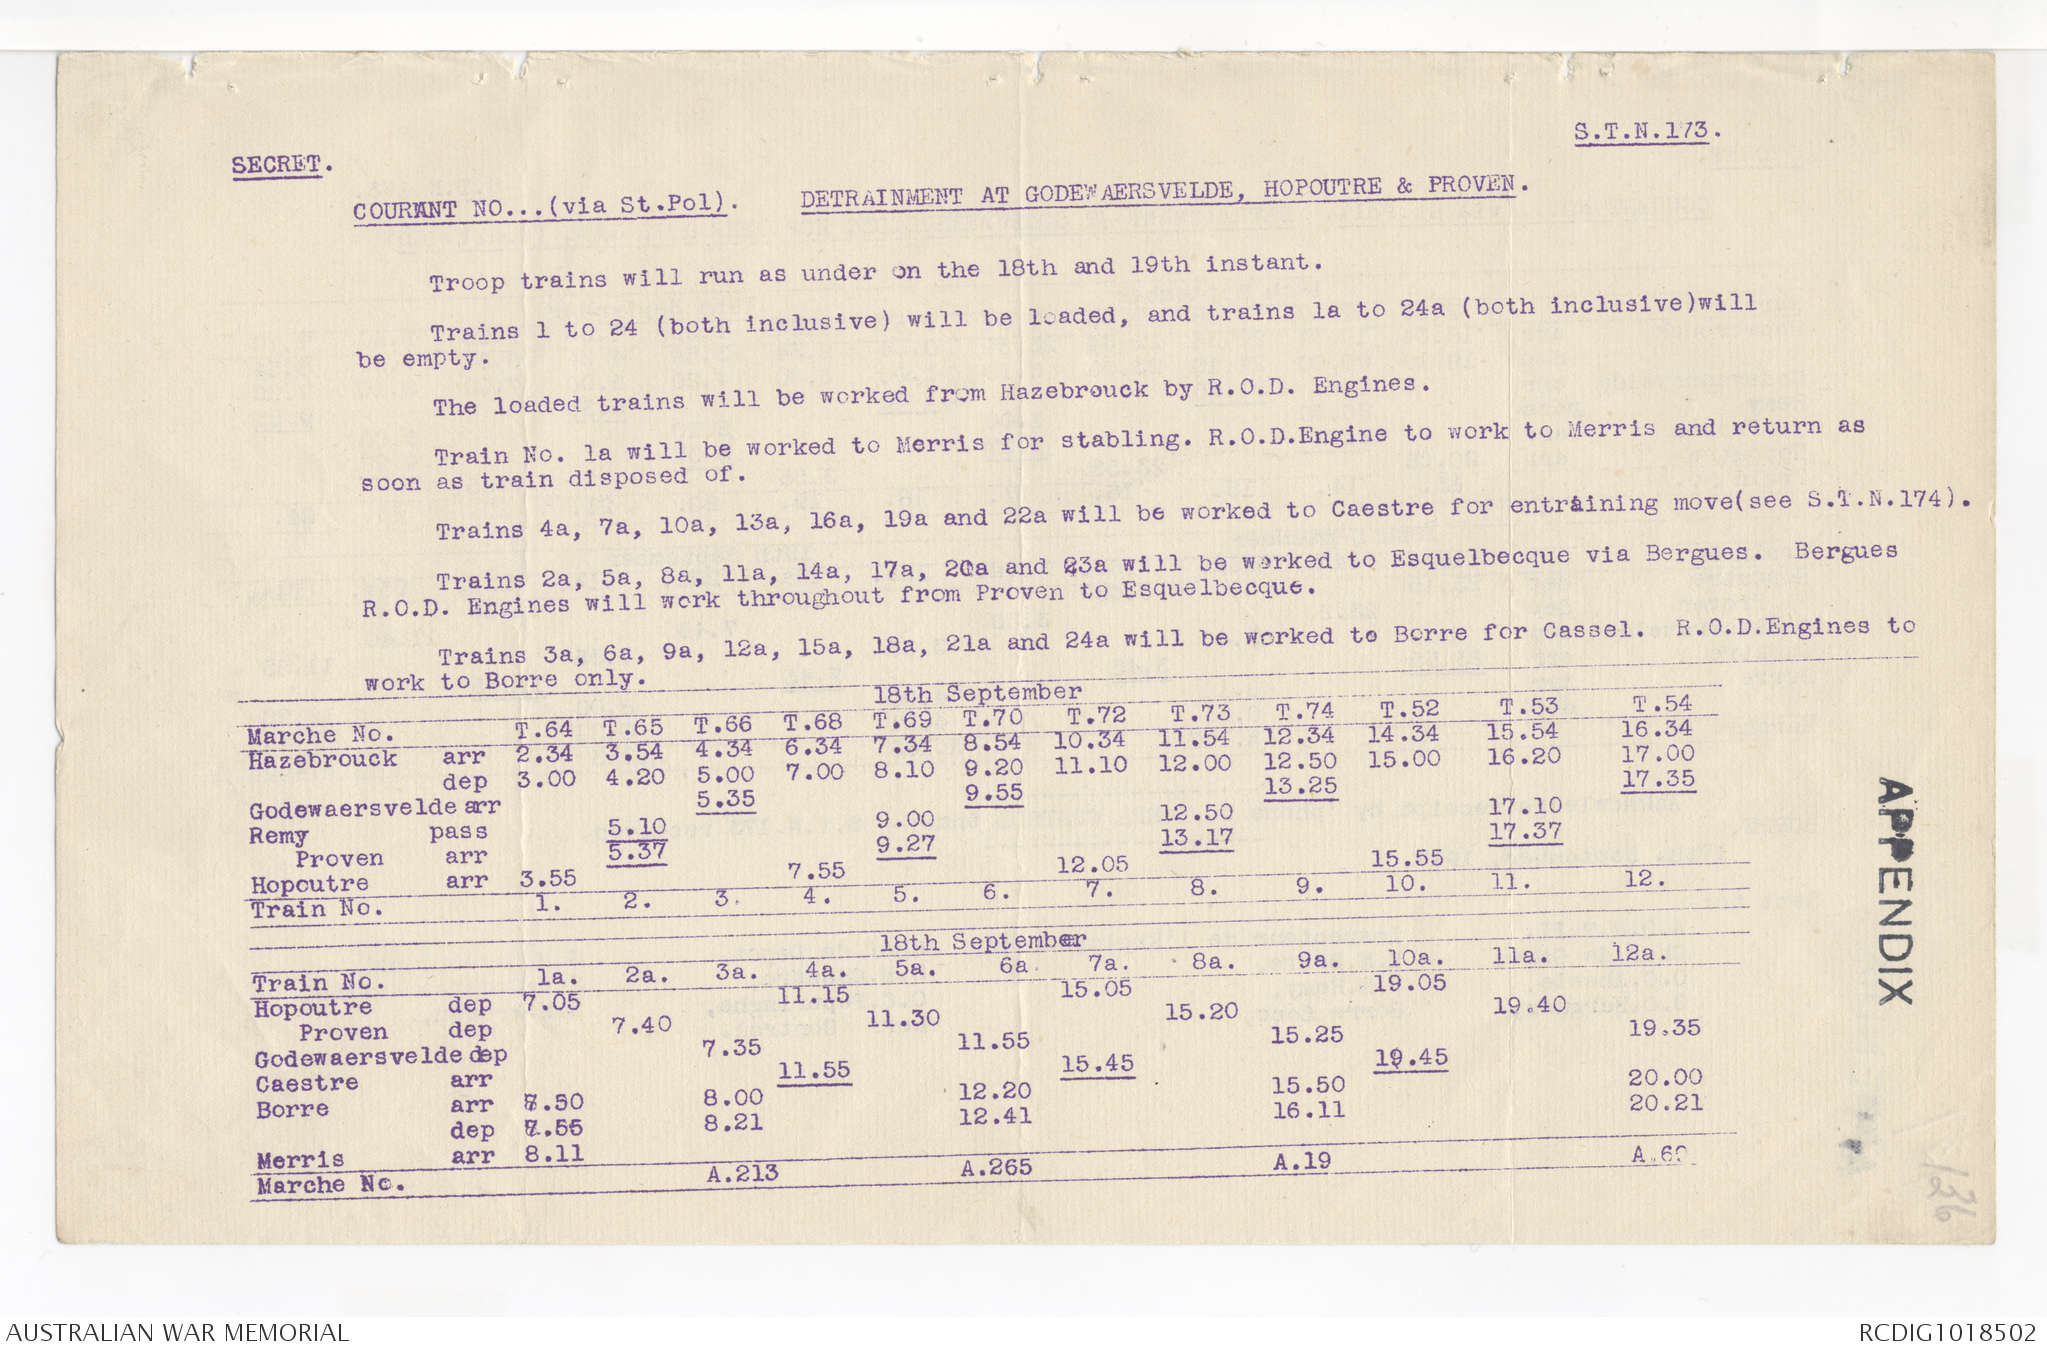 S.T.N.173.
SECRET.
COURANT NO...(via St.Pol). DETRAINMENT AT GODEWAERSVELDE, HOPOUTRE & PROVEN.
Troop trains will run as under on the 18th and 19th instant.
Trains 1 to 24 (both inclusive) will be loaded, and trains 1a to 24a (both inclusive)will
be empty.
The loaded trains will be worked from Hazebrouck by R.O.D. Engines.
Train No. 1a will be worked to Merris for stabling. R.O.D.Engine to work to Merris and return as
soon as train disposed of.
Trains 4a, 7a, 10a, 13a, 16a, 19a and 22a will be worked to Caestre for entraining move(see S.T.N.174).
Trains 2a, 5a, 8a, 11a, 14a, 17a, 20a and 23a will be worked to Esquelbecque via Bergues. Bergues
R.O.D. Engines will work throughout from Proven to Esquelbecque.
Trains 3a, 6a, 9a, 12a, 15a, 18a, 21a and 24a will be worked to Borre for Cassel. R.O.D.Engines to
work to Borre only.
18th September
Marche No. T.64 T.65 T.66 T.68 T.69 T.70 T.72 T.73 T.74 T.52 T.53 T.54
Hazebrouck arr 2.34 3.54 4.34 6.34 7.34 8.54 10.34 11.54 12.34 14.34 15.54 16.34
dep 3.00 4.20 5.00 7.00 8.10 9.20 11.10 12.00 12.50 15.00 16.20 17.00
Godewaersvelde arr 5.35 9.55 13.25 17.35
Remy pass 5.10 9.00 12.50 17.10
Proven arr 5.37 9.27 13.17 17.37
Hopoutre arr 3.55 7.55 12.05 15.55
Train No. 1. 2. 3. 4. 5. 6. 7. 8. 9. 10. 11. 12.
18th September
Train No. 1a. 2a. 3a. 4a. 5a. 6a. 7a. 8a. 9a. 10a. 11a. 12a.
Hopoutre dep 7.05 11.15 15.05 19.05
Proven dep 7.40 11.30 15.20 19.40
Godewaersvelde dep 7.35 11.55 15.25 19.35
Caestre arr 11.55 15.45 19.45
Borre arr 7.50 8.00 12.20 15.50 20.00
dep 7.55 8.21 12.41 16.11 20.21
Merris arr 8.11
Marche No. A.213 A.265 A.19
APPENDIX
AUSTRALIAN WAR MEMORIAL
RCDIG1018502